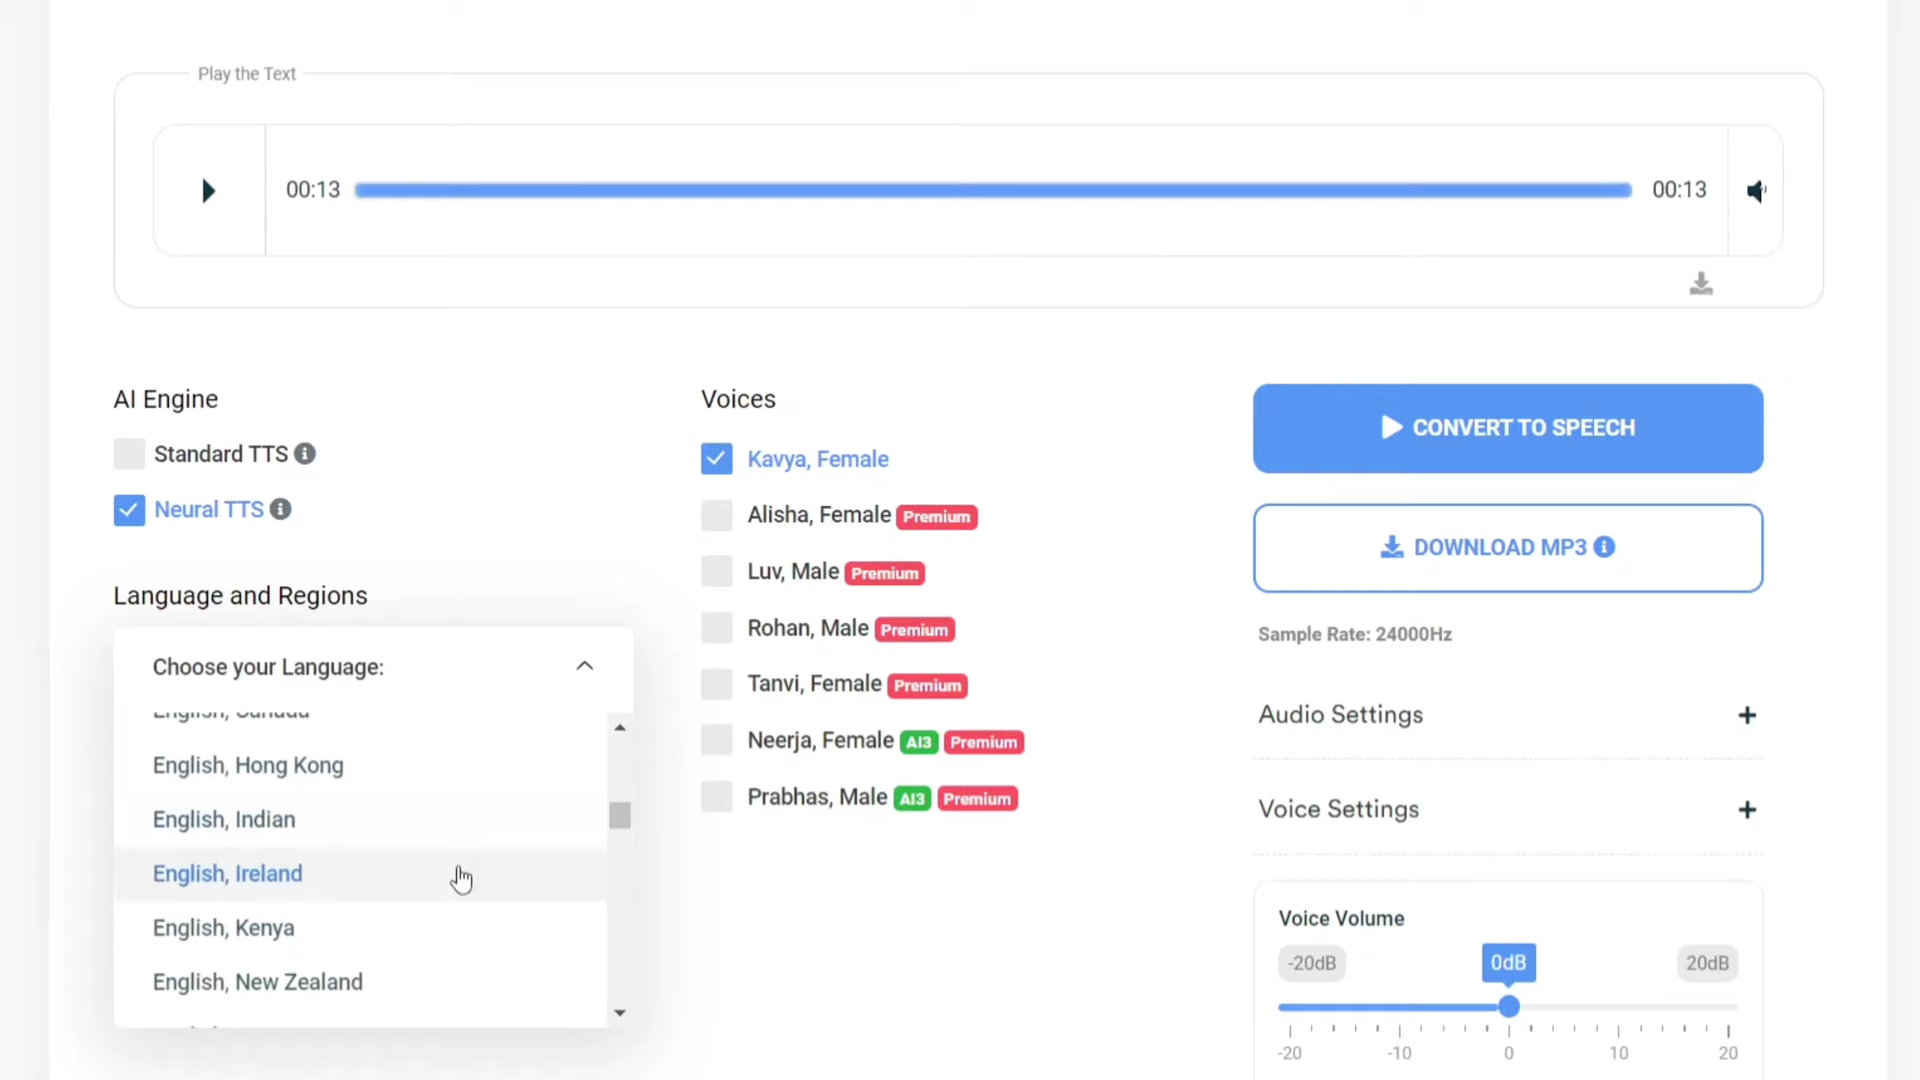 Play the Text
00:13
00:13
AI Engine
Standard TTS
Neural TTS
Language and Regions
Choose your Language:
English, Canada
English, Hong Kong
English, Indian
English, Ireland
English, Kenya
English, New Zealand
Voices
Kavya, Female
Alisha, Female Premium
Luv, Male Premium
Rohan, Male Premium
Tanvi, Female Premium
Neerja, Female AI3 Premium
Prabhas, Male AI3 Premium
CONVERT TO SPEECH
DOWNLOAD MP3
Sample Rate: 24000Hz
Audio Settings
Voice Settings
Voice Volume
-20dB 0dB 20dB
-20 -10 0 10 20